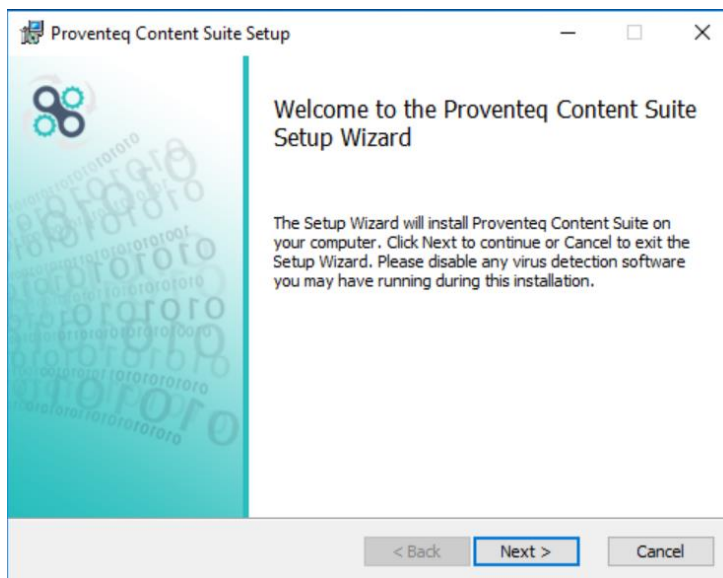 Proventeq Content Suite Setup
Welcome to the Proventeq Content Suite
Setup Wizard
The Setup Wizard will install Proventeq Content Suite on
your computer. Click Next to continue or Cancel to exit the
Setup Wizard. Please disable any virus detection software
you may have running during this installation.
< Back
Next >
Cancel